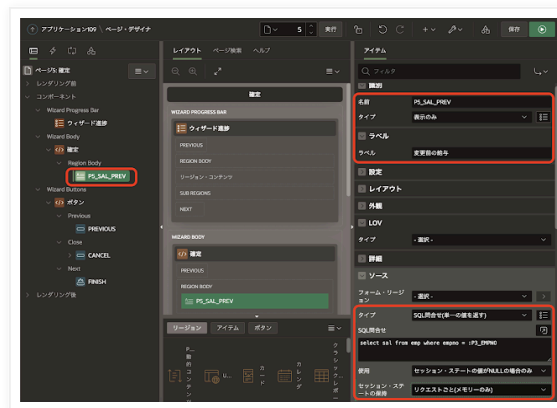 アプリケーション109 \ ページ・デザイナ
5
実行
保存
レイアウト
ページ検索
ヘルプ
アイテム
ページ5: 確定
レンダリング前
コンポーネント
Wizard Progress Bar
ウィザード進捗
Wizard Body
確定
Region Body
P5_SAL_PREV
Wizard Buttons
ボタン
Previous
PREVIOUS
Close
CANCEL
Next
FINISH
レンダリング後
確定
WIZARD PROGRESS BAR
ウィザード進捗
PREVIOUS
REGION BODY
リージョン・コンテンツ
SUB REGIONS
NEXT
WIZARD BODY
確定
PREVIOUS
REGION BODY
P5_SAL_PREV
リージョン
アイテム
ボタン
カード
カレンダ
フィルタ
識別
名前
P5_SAL_PREV
タイプ
表示のみ
ラベル
ラベル
変更前の給与
設定
レイアウト
外観
LOV
タイプ
- 選択 -
詳細
ソース
フォーム・リージョン
- 選択 -
タイプ
SQL問合せ(単一の値を返す)
SQL問合せ
select sal from emp where empno = :P3_EMPNO
使用
セッション・ステートの値がNULLの場合のみ
セッション・ステートの保持
リクエストごと(メモリーのみ)